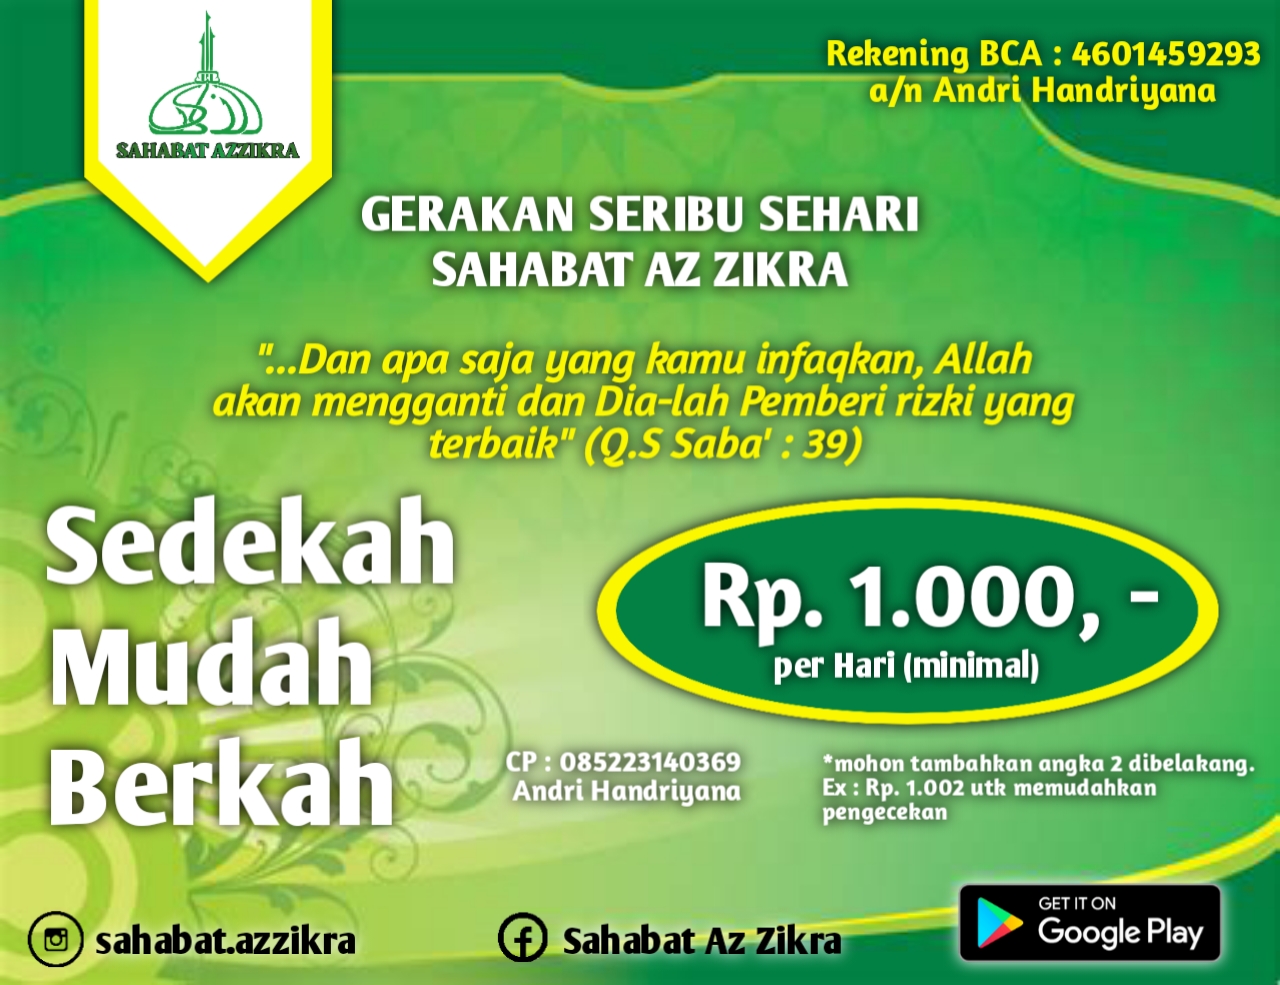 SAHABAT AZZIKRA
Rekening BCA : 4601459293
a/n Andri Handriyana
GERAKAN SERIBU SEHARI
SAHABAT AZ ZIKRA
"...Dan apa saja yang kamu infaqkan, Allah
akan mengganti dan Dia-lah Pemberi rizki yang
terbaik" (Q.S Saba' : 39)
Sedekah
Mudah
Berkah
Rp. 1.000, -
per Hari (minimal)
CP : 085223140369
Andri Handriyana
*mohon tambahkan angka 2 dibelakang.
Ex : Rp. 1.002 utk memudahkan
pengecekan
sahabat.azzikra
Sahabat Az Zikra
GET IT ON
Google Play